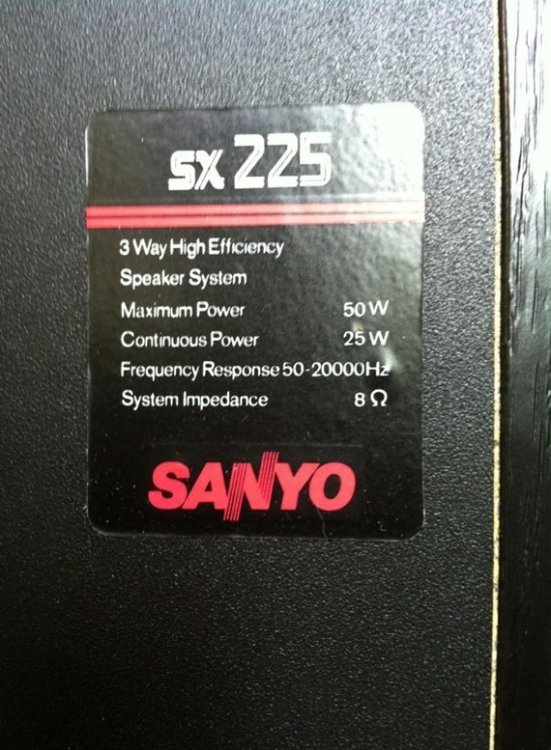 SX 225
3 Way High Efficiency
Speaker System
Maximum Power 50 W
Continuous Power 25 W
Frequency Response 50-20000Hz
System Impedance 8 Ω
SANYO